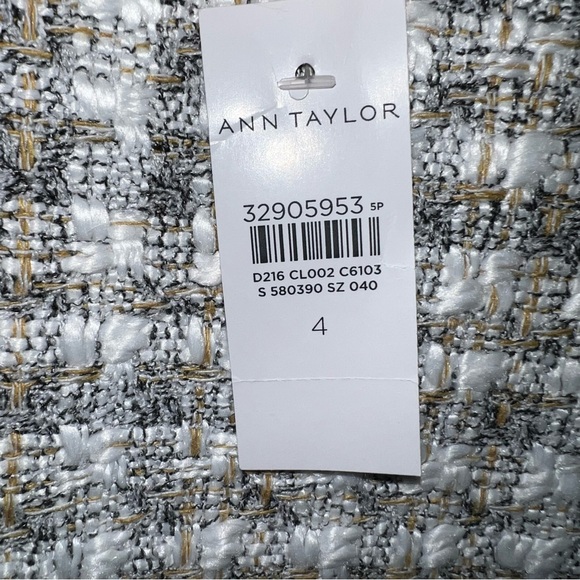 ANN TAYLOR
32905953 5P
D216 CL002 C6103
S 580390 SZ 040
4